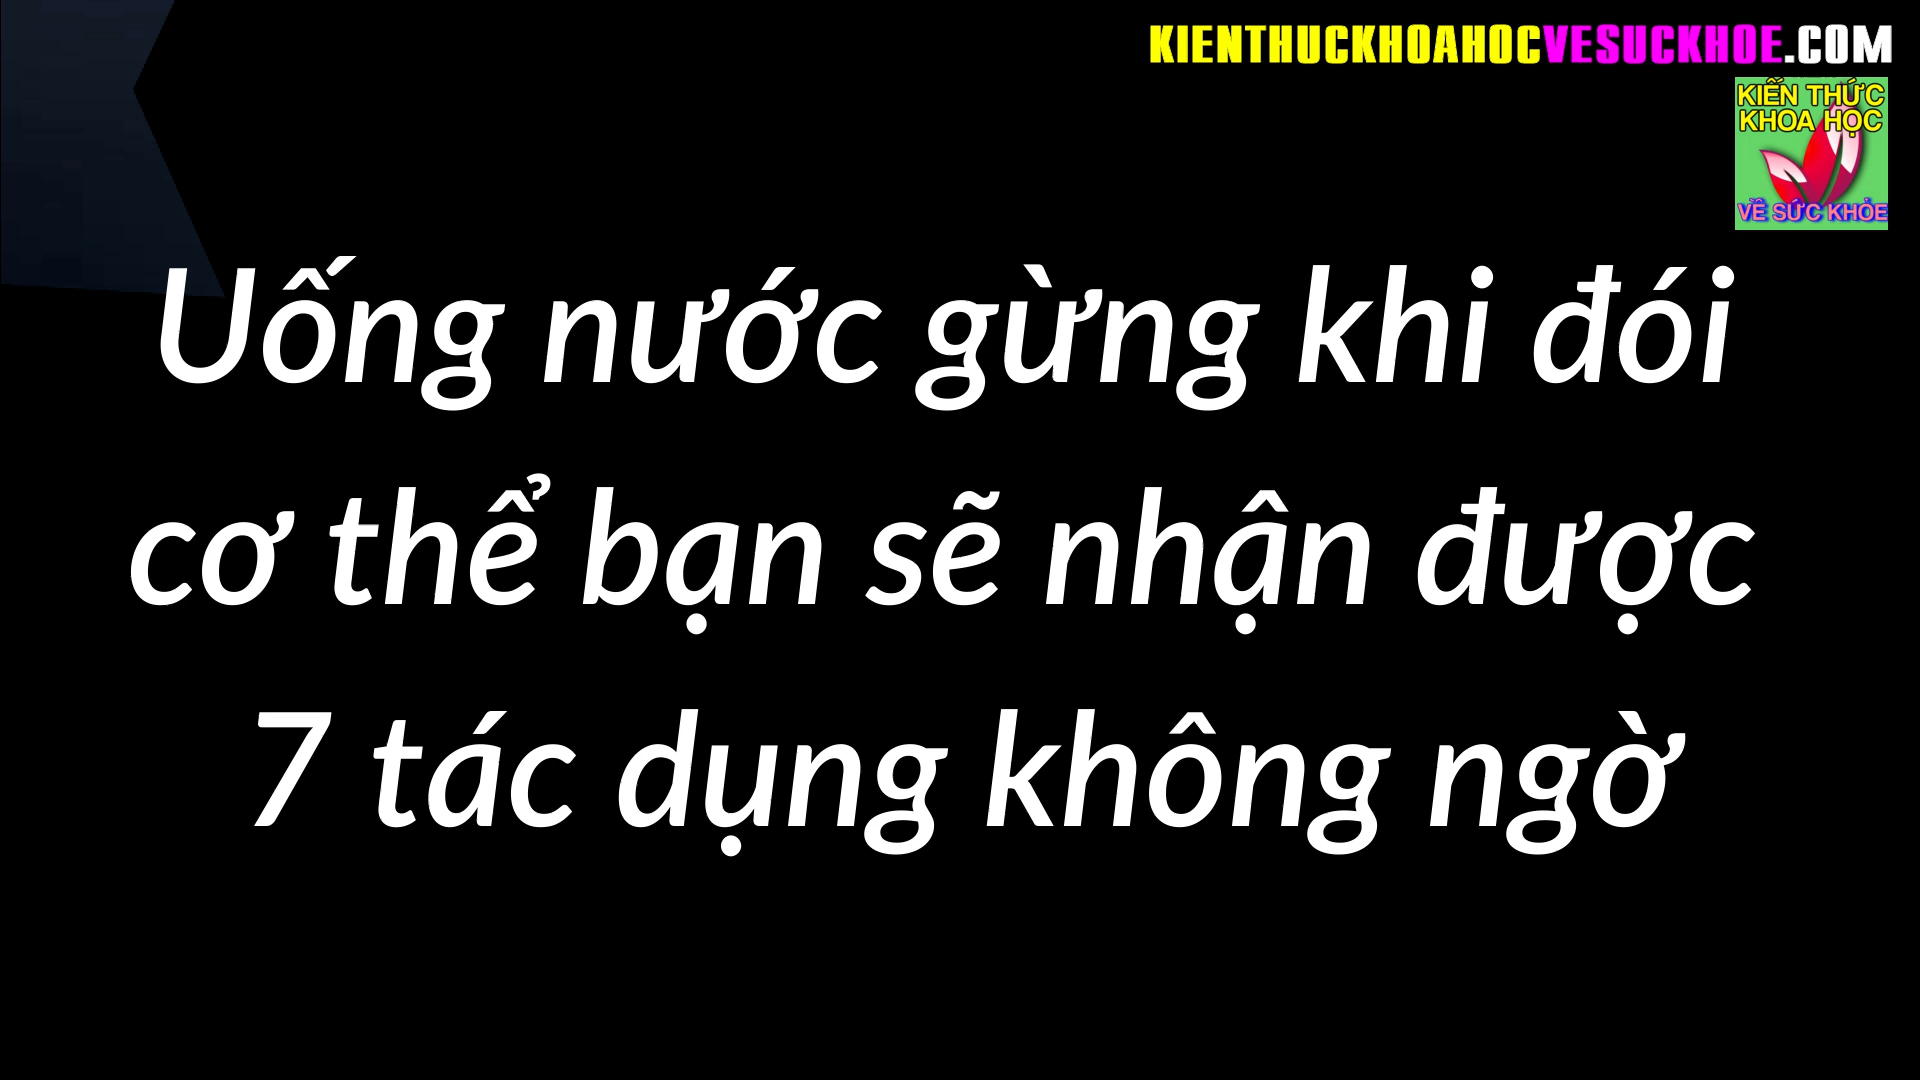 KIENTHUCKHOAHOCVESUCKHOE.COM
KIẾN THỨC
KHOA HỌC
VỀ SỨC KHỎE
Uống nước gừng khi đói
cơ thể bạn sẽ nhận được
7 tác dụng không ngờ